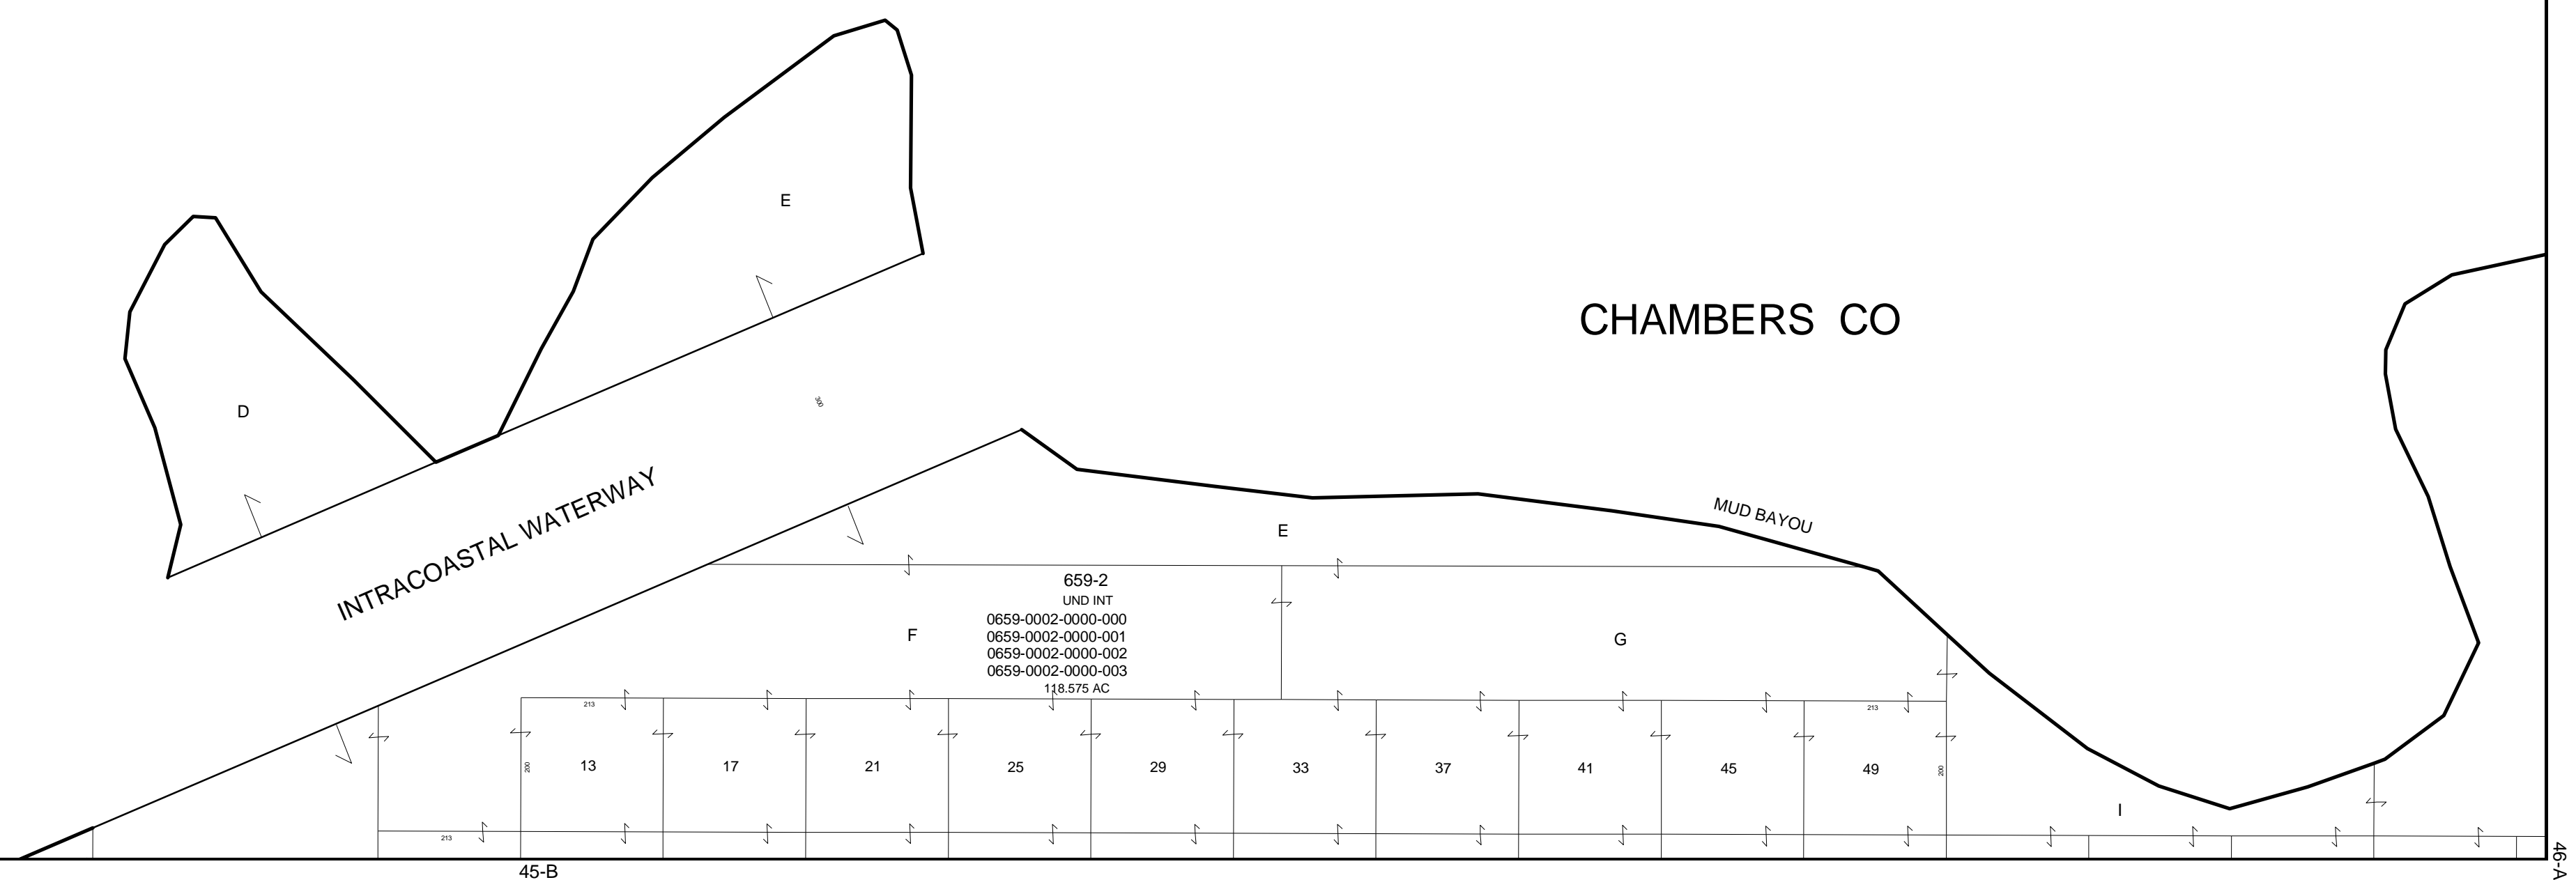 E
CHAMBERS CO
300
D
INTRACOASTAL WATERWAY
MUD BAYOU
E
659-2
UND INT
0659-0002-0000-000
0659-0002-0000-001
0659-0002-0000-002
0659-0002-0000-003
118.575 AC
F
G
213
213
200
13
17
21
25
29
33
37
41
45
49
200
I
213
45-B
46-A